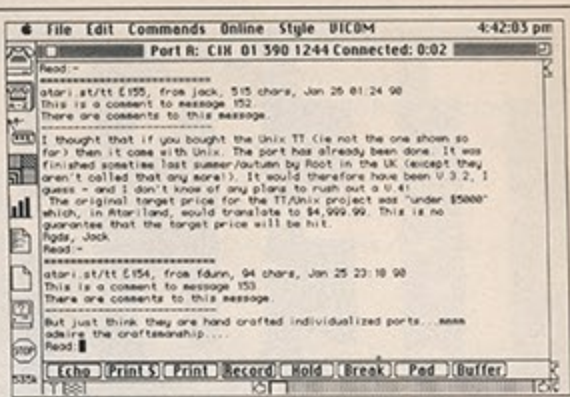 File Edit Commands Online Style VICOM 4:42:03 pm
Port A: CIX 01 390 1244 Connected: 0:02
Read:-
==========================
atari.st/tt £155, from jack, 515 chars, Jan 26 01:24 90
This is a comment to message 152.
There are comments to this message.
--------------------------
I thought that if you bought the Unix TT (ie not the one shown so
far) then it came with Unix. The port has already been done. It was
finished sometime last summer/autumn by Root in the UK (except they
aren't called that any more!). It would therefore have been V.3.2, I
guess - and I don't know of any plans to rush out a V.4!
The original target price for the TT/Unix project was "under $5000"
which, in Atariland, would translate to $4,999.99. This is no
guarantee that the target price will be hit.
Rgds, Jack
Read:-
==========================
atari.st/tt £154, from fdunn, 94 chars, Jan 25 23:18 90
This is a comment to message 153
There are comments to this message.
--------------------------
But just think they are hand crafted individualized ports...mmmm
admire the craftsmanship....
Read:
STOP
535k
Echo Print S Print Record Hold Break Pad Buffer